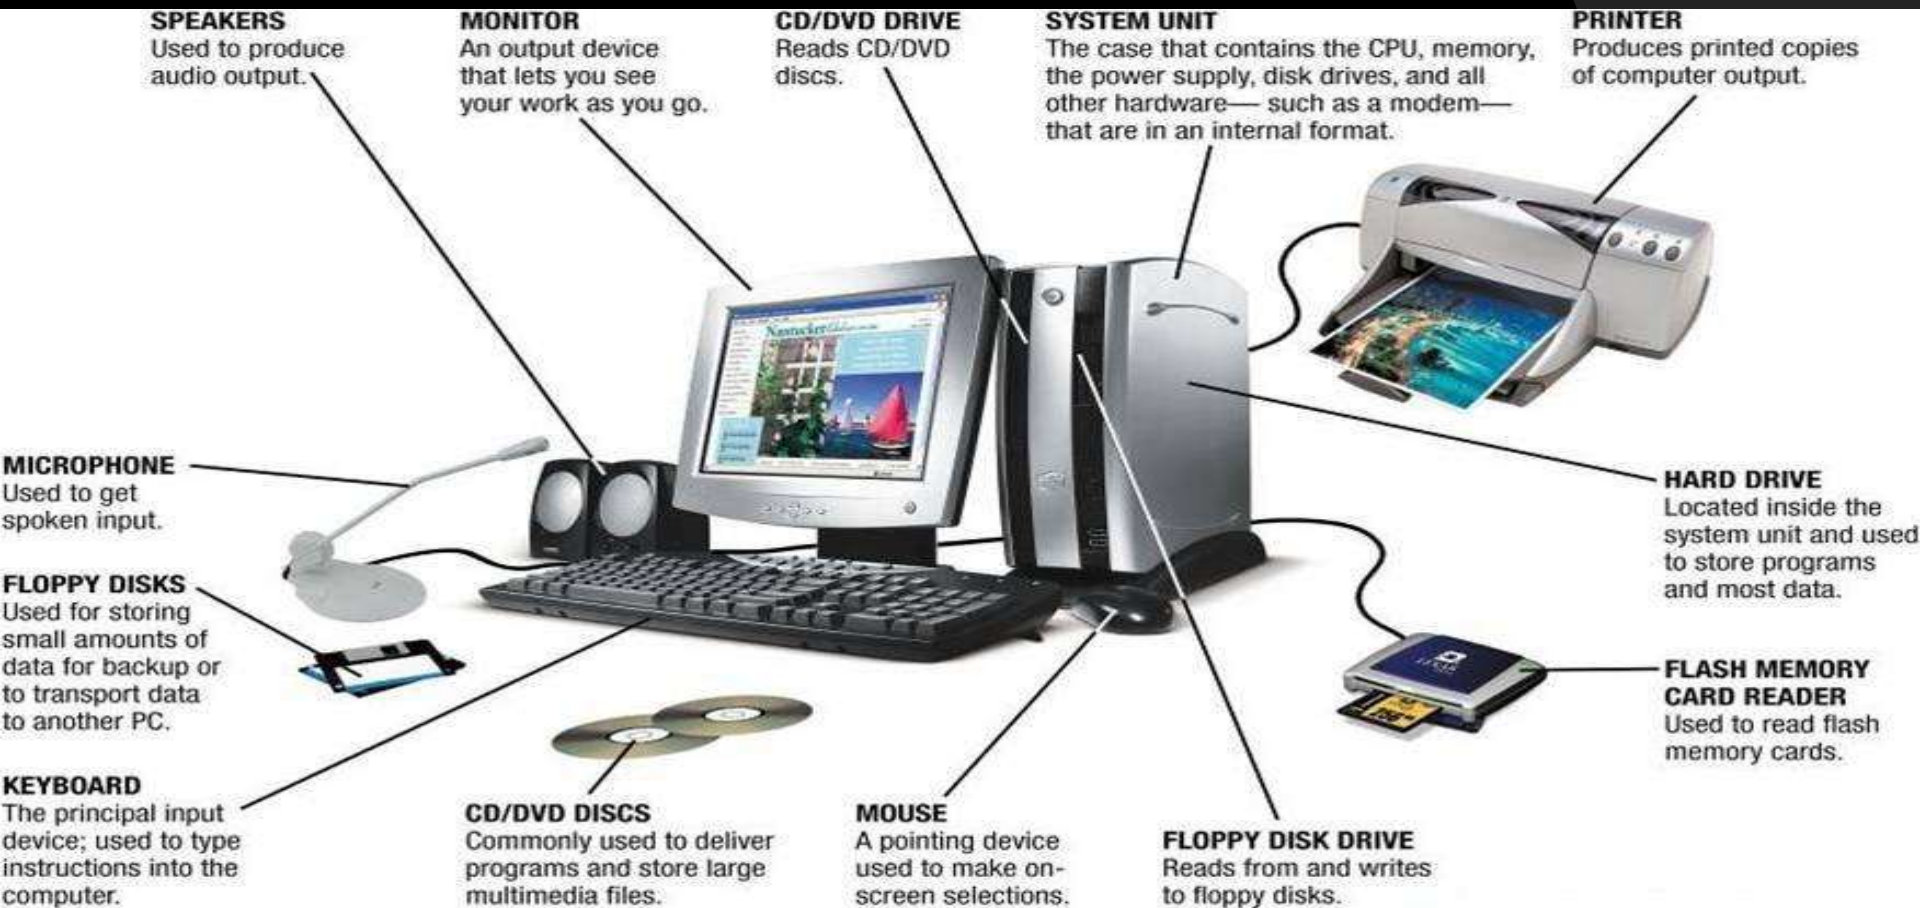 SPEAKERS
Used to produce
audio output.
MONITOR
An output device
that lets you see
your work as you go.
CD/DVD DRIVE
Reads CD/DVD
discs.
SYSTEM UNIT
The case that contains the CPU, memory,
the power supply, disk drives, and all
other hardware— such as a modem—
that are in an internal format.
PRINTER
Produces printed copies
of computer output.
Nantucket
MICROPHONE
Used to get
spoken input.
HARD DRIVE
Located inside the
system unit and used
to store programs
and most data.
FLOPPY DISKS
Used for storing
small amounts of
data for backup or
to transport data
to another PC.
FLASH MEMORY
CARD READER
Used to read flash
memory cards.
KEYBOARD
The principal input
device; used to type
instructions into the
computer.
CD/DVD DISCS
Commonly used to deliver
programs and store large
multimedia files.
MOUSE
A pointing device
used to make on-
screen selections.
FLOPPY DISK DRIVE
Reads from and writes
to floppy disks.